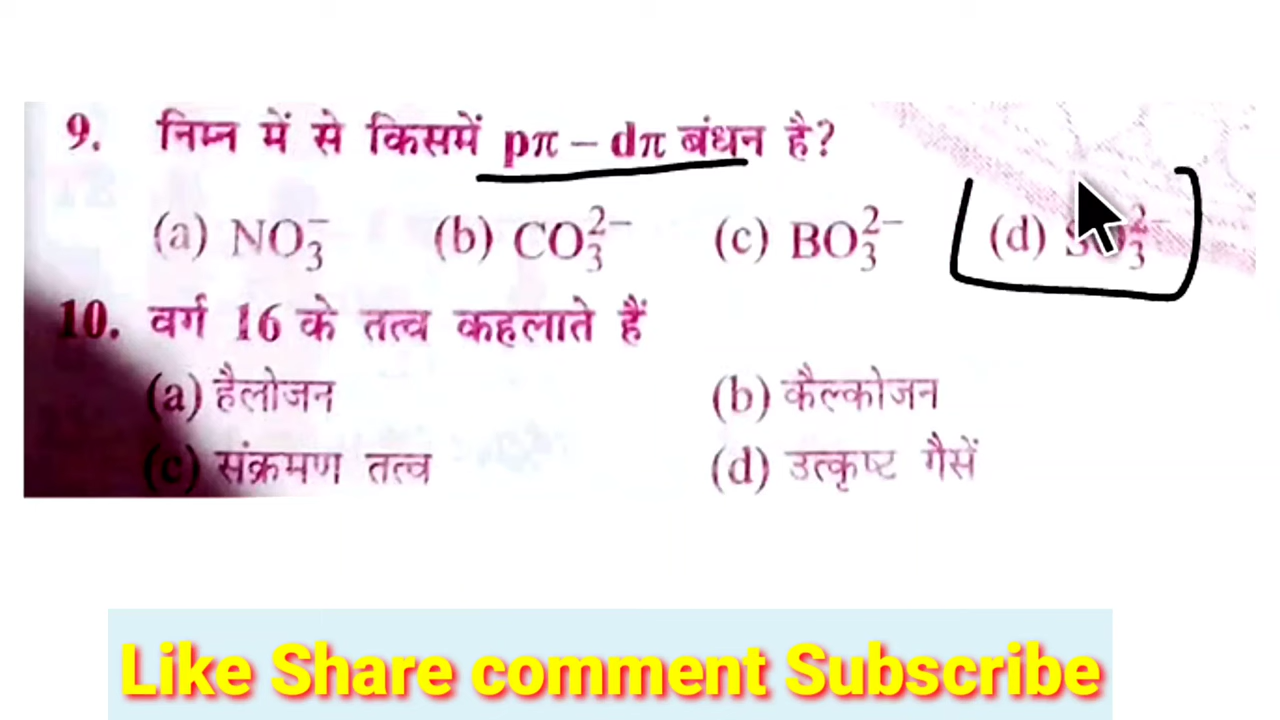 9. निम्न में से किसमें pπ – dπ बंधन है?
(a) NO₃⁻ (b) CO₃²⁻ (c) BO₃²⁻ (d) SO₃²⁻
10. वर्ग 16 के तत्व कहलाते हैं
(a) हैलोजन (b) कैल्कोजन
(c) संक्रमण तत्व (d) उत्कृष्ट गैसें
Like Share comment Subscribe